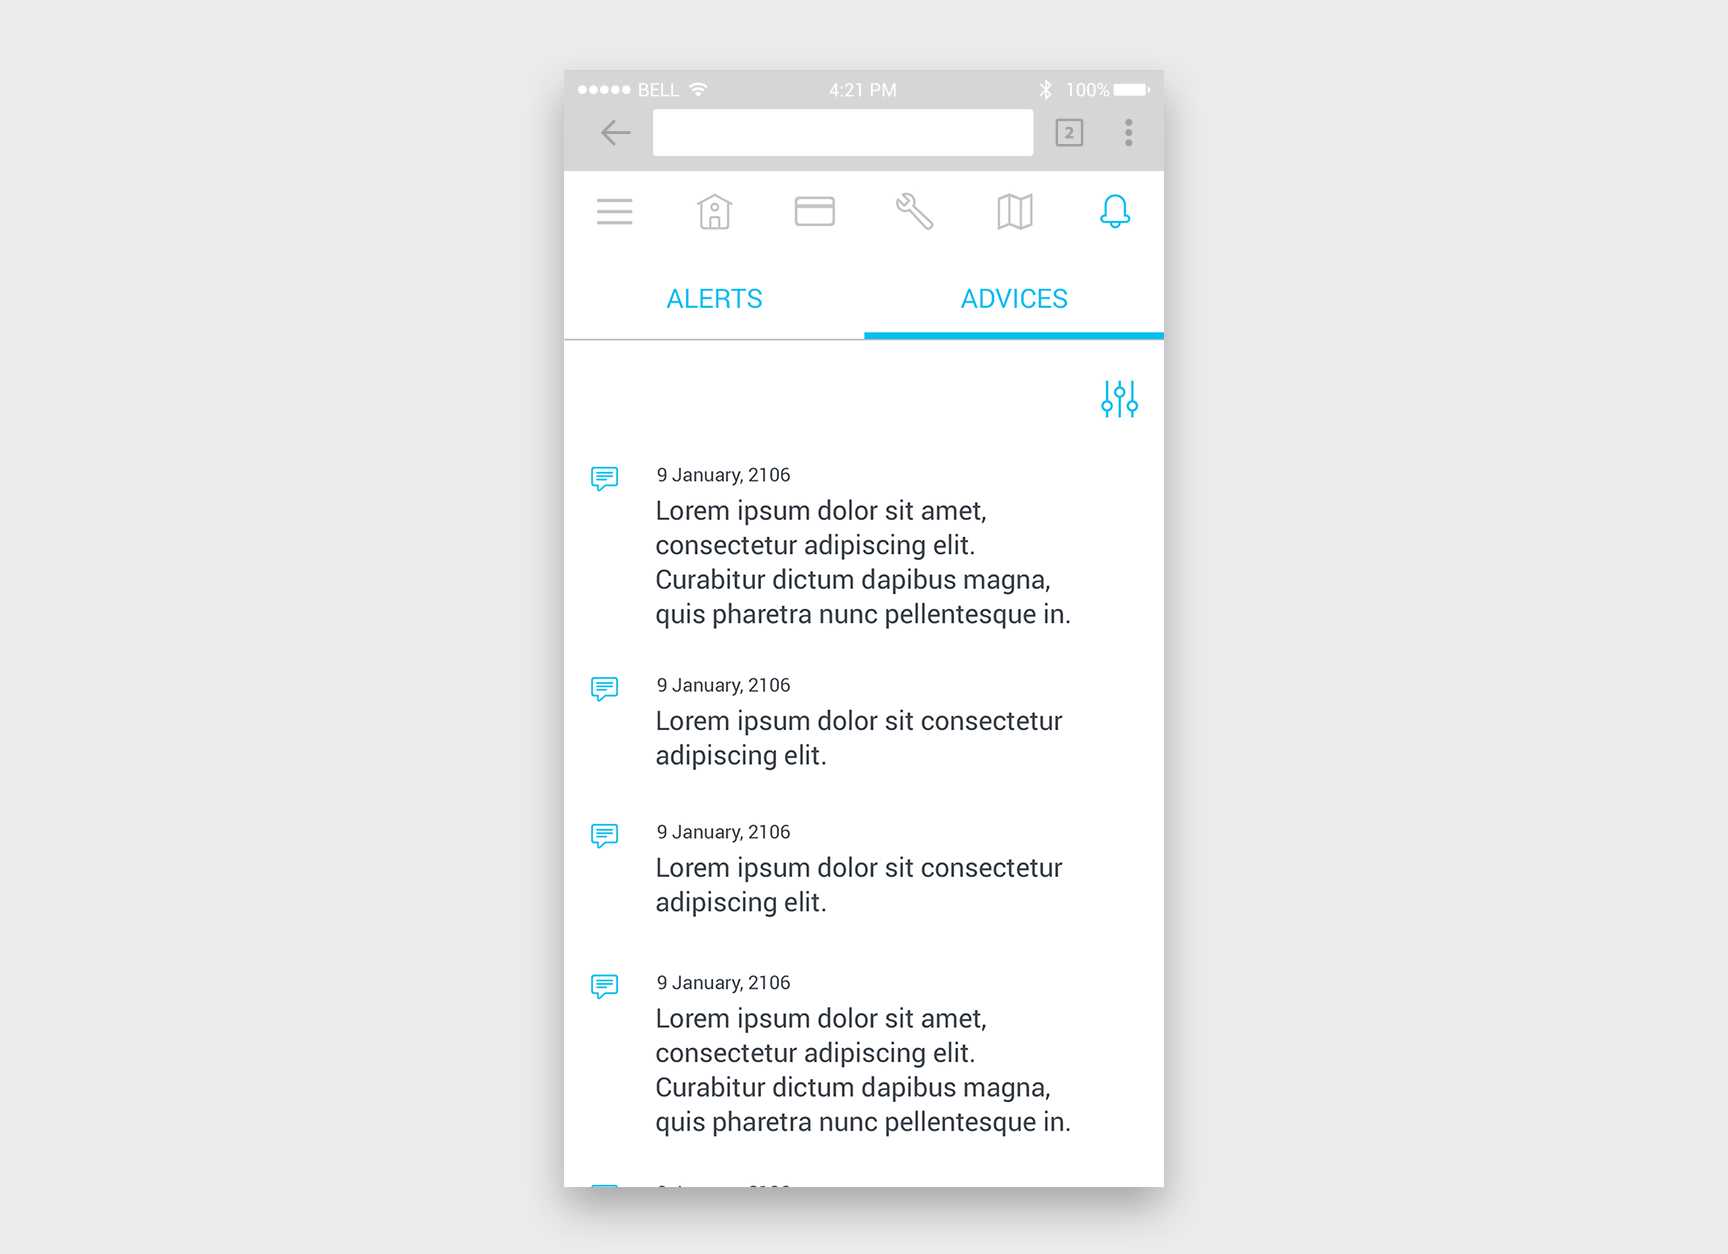 BELL 4:21 PM 100%
2
ALERTS ADVICES
9 January, 2106
Lorem ipsum dolor sit amet,
consectetur adipiscing elit.
Curabitur dictum dapibus magna,
quis pharetra nunc pellentesque in.
9 January, 2106
Lorem ipsum dolor sit consectetur
adipiscing elit.
9 January, 2106
Lorem ipsum dolor sit consectetur
adipiscing elit.
9 January, 2106
Lorem ipsum dolor sit amet,
consectetur adipiscing elit.
Curabitur dictum dapibus magna,
quis pharetra nunc pellentesque in.